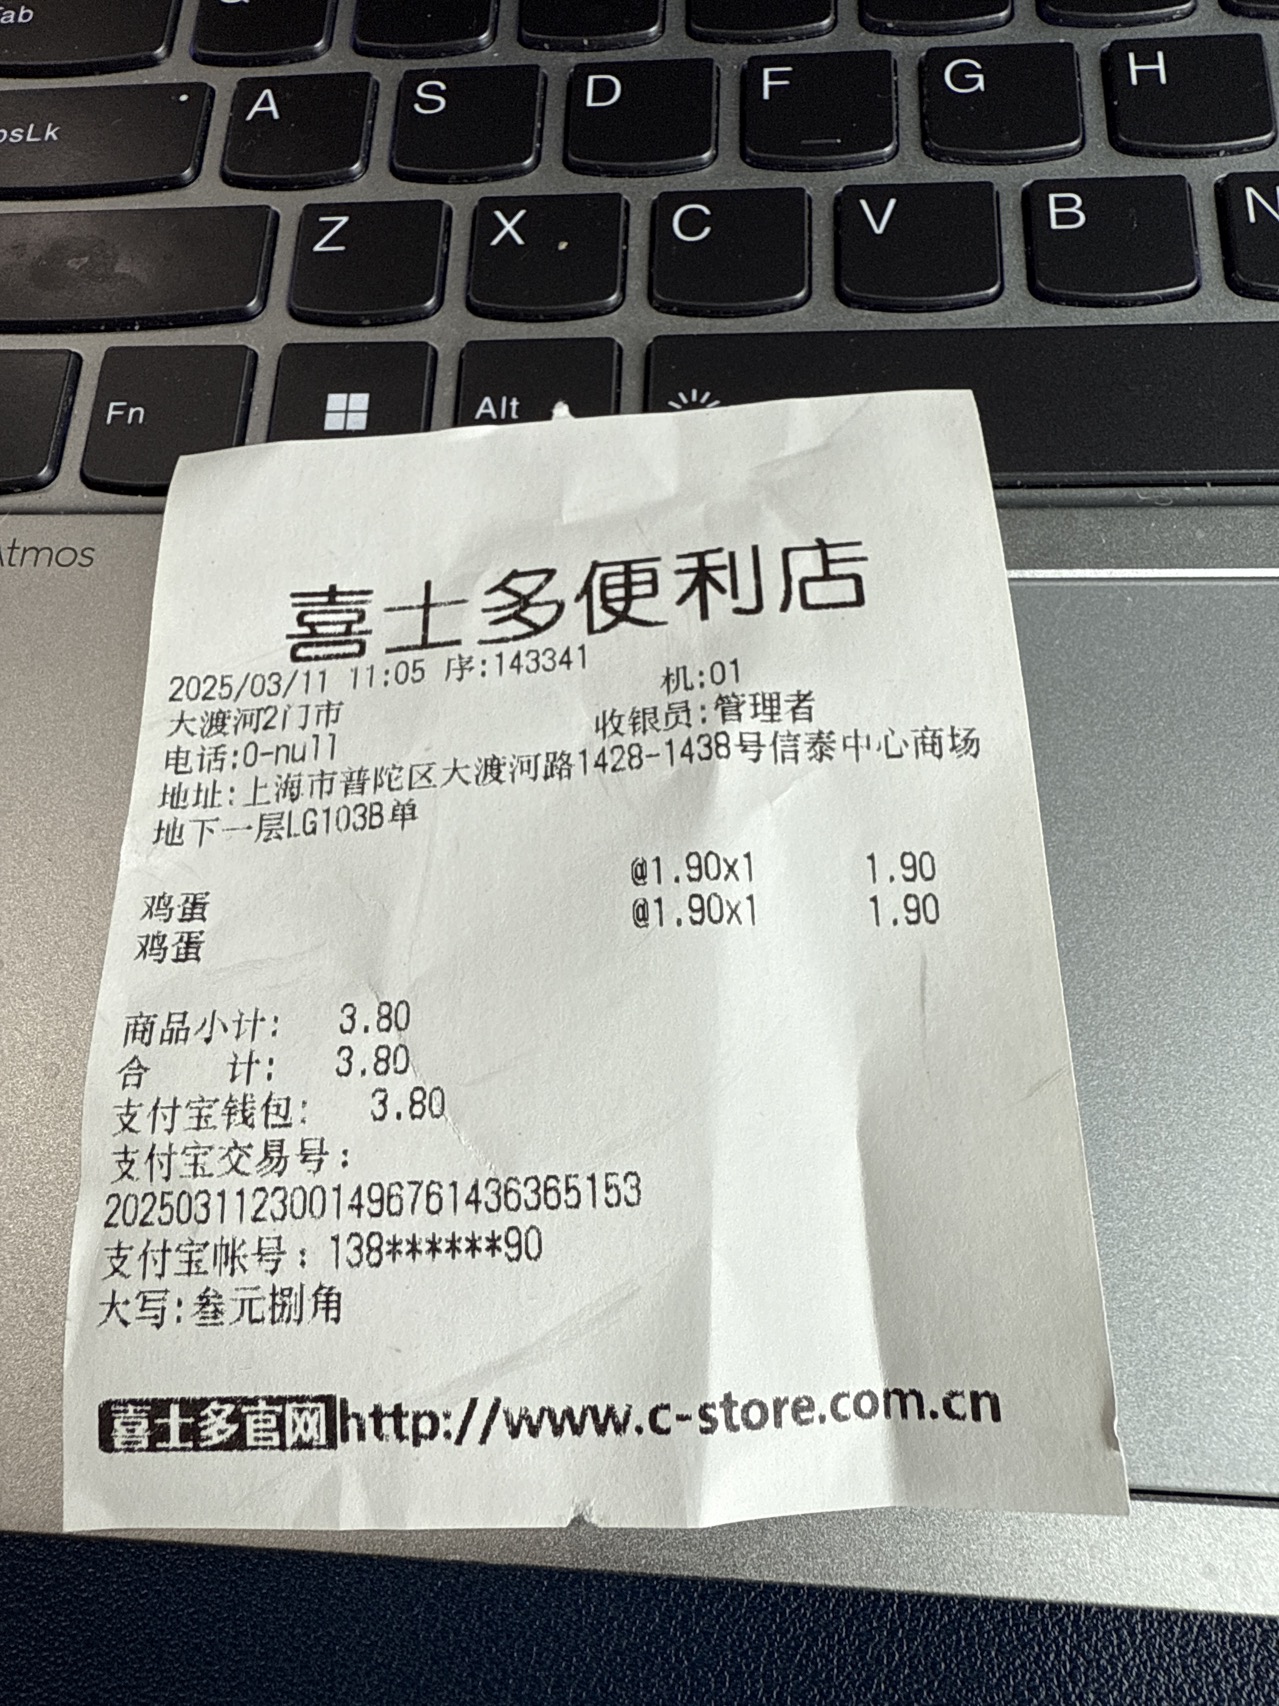 Tab
A S D F G H
psLk
Z X C V B N
Fn Alt
Atmos
喜士多便利店
2025/03/11 11:05 序:143341 机:01
大渡河2门市 收银员:管理者
电话:0-null
地址:上海市普陀区大渡河路1428-1438号信泰中心商场
地下一层LG103B单
@1.90x1 1.90
鸡蛋
@1.90x1 1.90
鸡蛋
商品小计: 3.80
合 计: 3.80
支付宝钱包: 3.80
支付宝交易号:
2025031123001496761436365153
支付宝帐号:138******90
大写:叁元捌角
喜士多官网http://www.c-store.com.cn